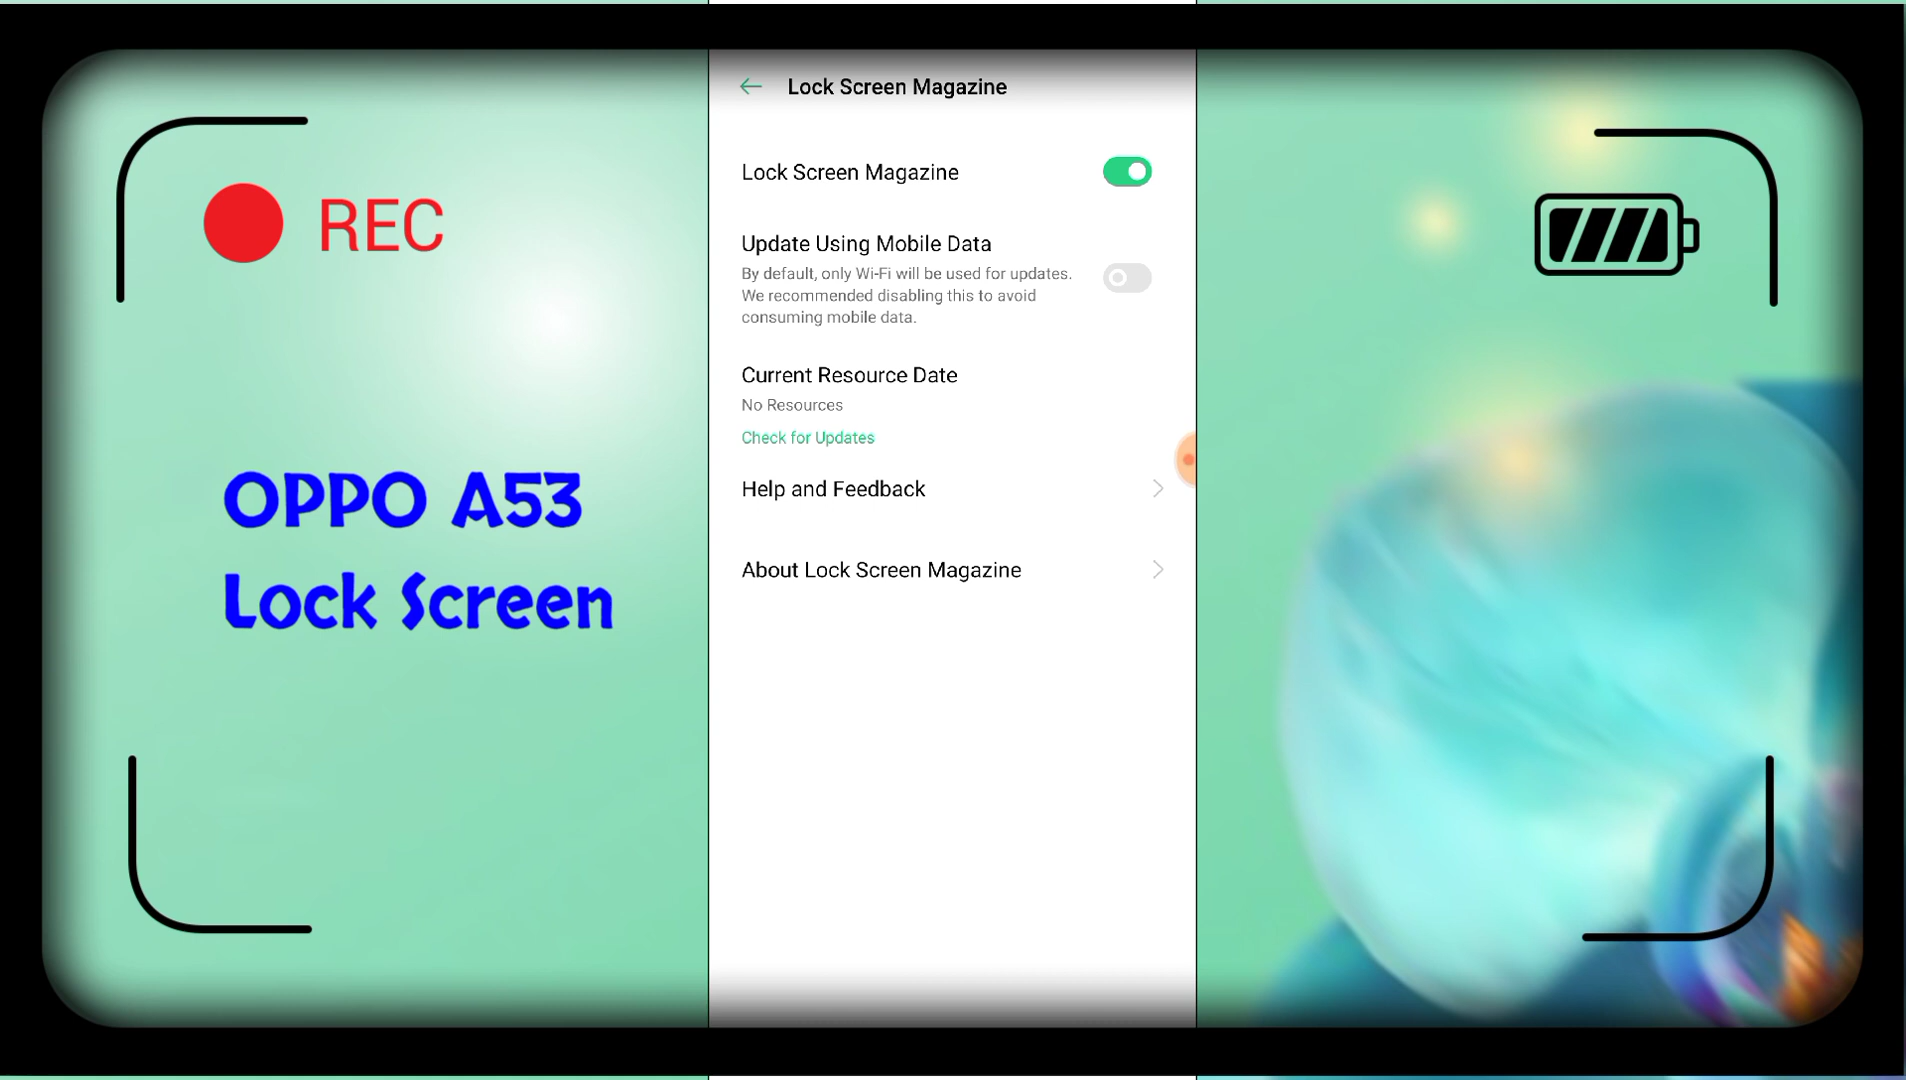 REC
OPPO A53
Lock Screen
Lock Screen Magazine
Lock Screen Magazine
Update Using Mobile Data
By default, only Wi-Fi will be used for updates.
We recommended disabling this to avoid
consuming mobile data.
Current Resource Date
No Resources
Check for Updates
Help and Feedback
About Lock Screen Magazine